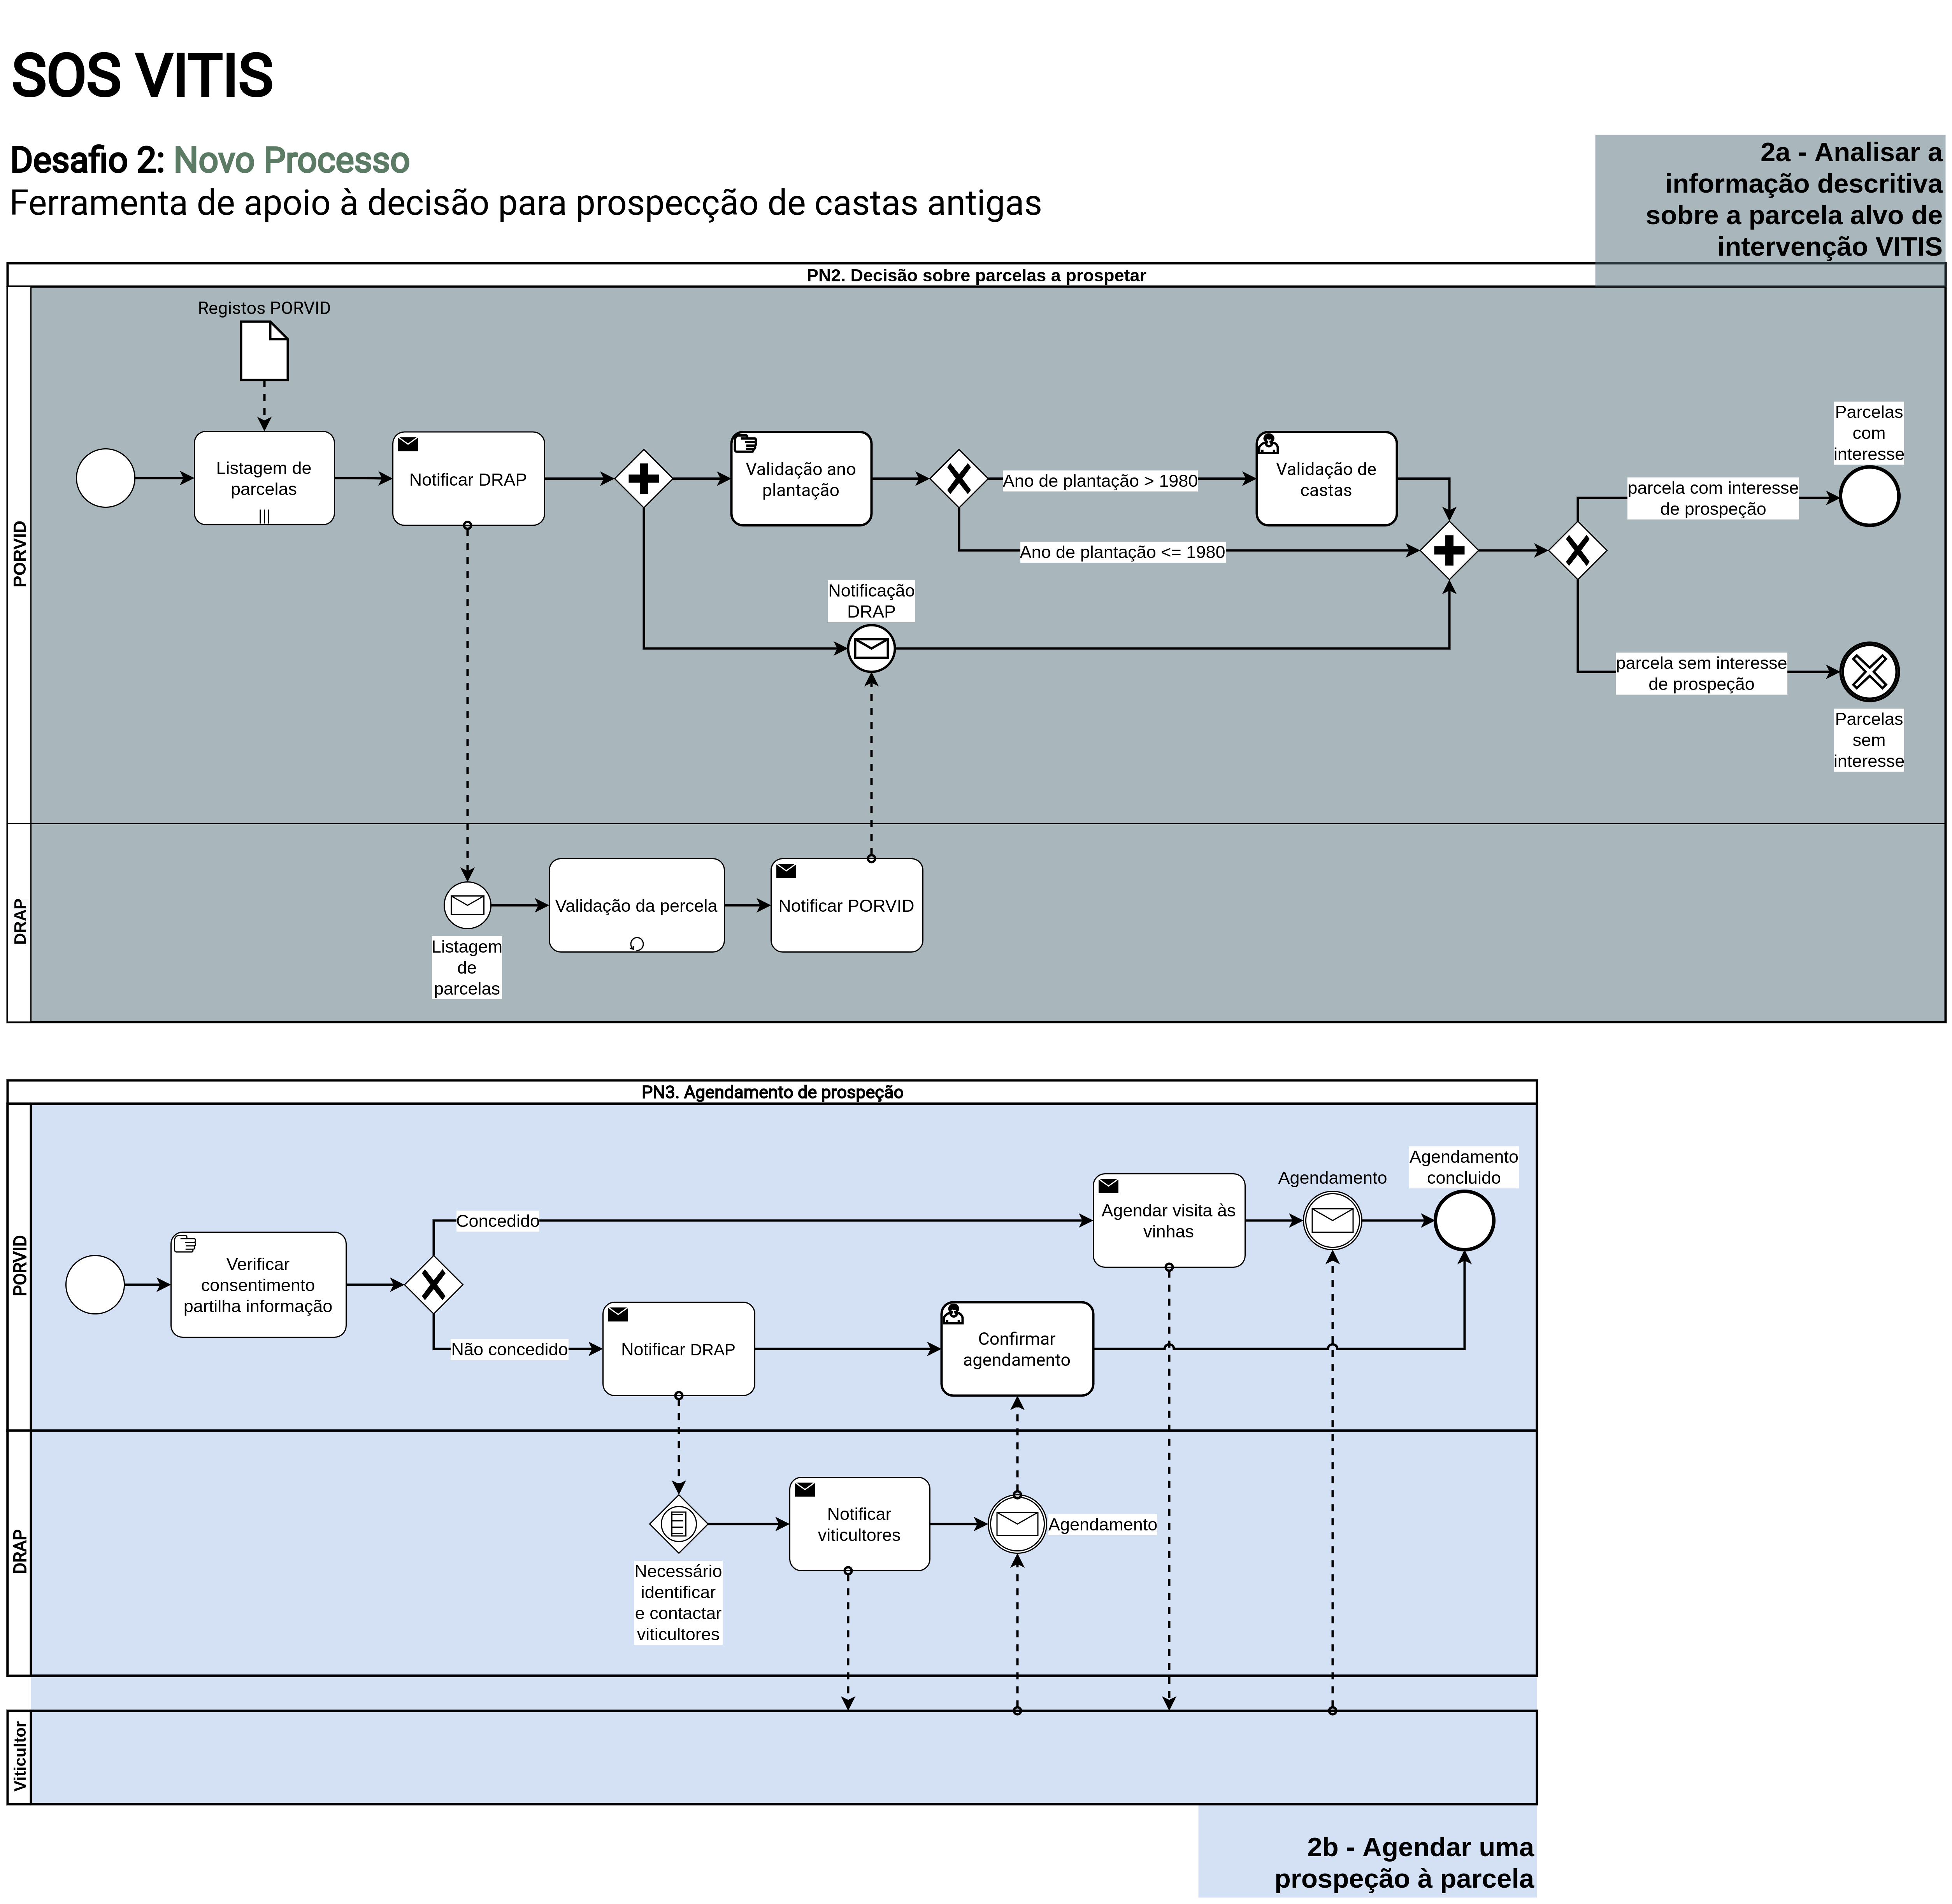 SOS VITIS
Desafio 2: Novo Processo
Ferramenta de apoio à decisão para prospecção de castas antigas
2a - Analisar a
informação descritiva
sobre a parcela alvo de
intervenção VITIS
PN2. Decisão sobre parcelas a prospetar
PORVID
Registos PORVID
Listagem de
parcelas
Notificar DRAP
Validação ano
plantação
Ano de plantação > 1980
Ano de plantação <= 1980
Validação de
castas
Notificação
DRAP
parcela com interesse
de prospeção
Parcelas
com
interesse
parcela sem interesse
de prospeção
Parcelas
sem
interesse
DRAP
Listagem
de
parcelas
Validação da percela
Notificar PORVID
PN3. Agendamento de prospeção
PORVID
Verificar
consentimento
partilha informação
Concedido
Não concedido
Notificar DRAP
Confirmar
agendamento
Agendar visita às
vinhas
Agendamento
Agendamento
concluido
DRAP
Necessário
identificar
e contactar
viticultores
Notificar
viticultores
Agendamento
Viticultor
2b - Agendar uma
prospeção à parcela